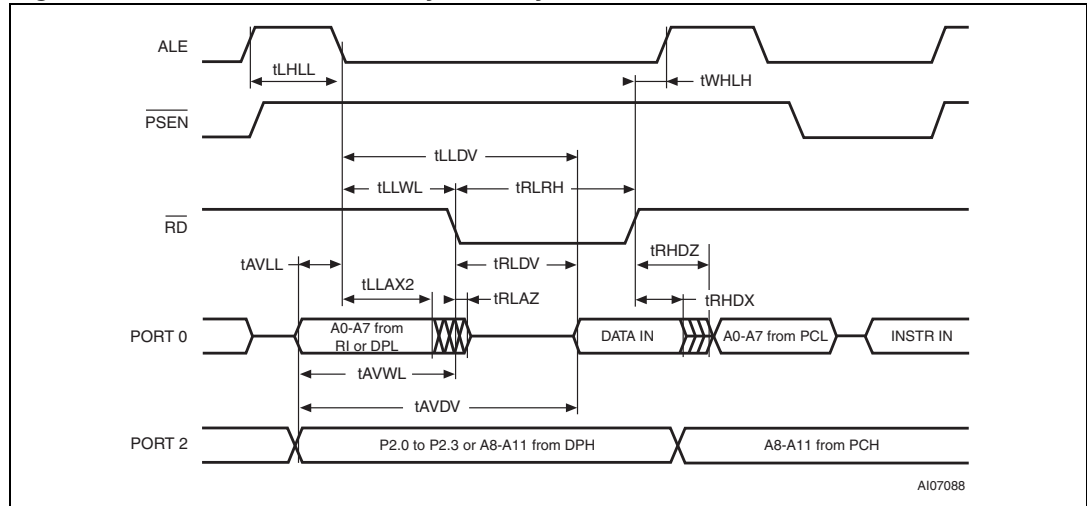 ALE
tLHLL
tWHLH
PSEN
tLLDV
tLLWL
tRLRH
RD
tAVLL
tRLDV
tRHDZ
tLLAX2
tRLAZ
tRHDX
PORT 0
A0-A7 from
RI or DPL
DATA IN
A0-A7 from PCL
INSTR IN
tAVWL
tAVDV
PORT 2
P2.0 to P2.3 or A8-A11 from DPH
A8-A11 from PCH
AI07088